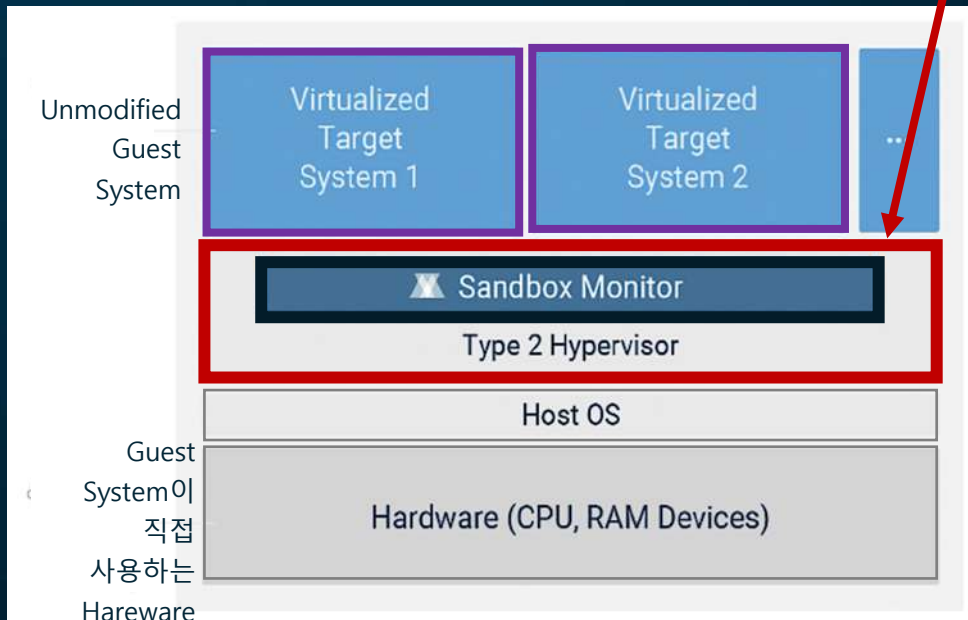 Unmodified
Guest
System
Virtualized
Target
System 1
Virtualized
Target
System 2
...
Sandbox Monitor
Type 2 Hypervisor
Host OS
Guest
System이
직접
사용하는
Hareware
Hardware (CPU, RAM Devices)